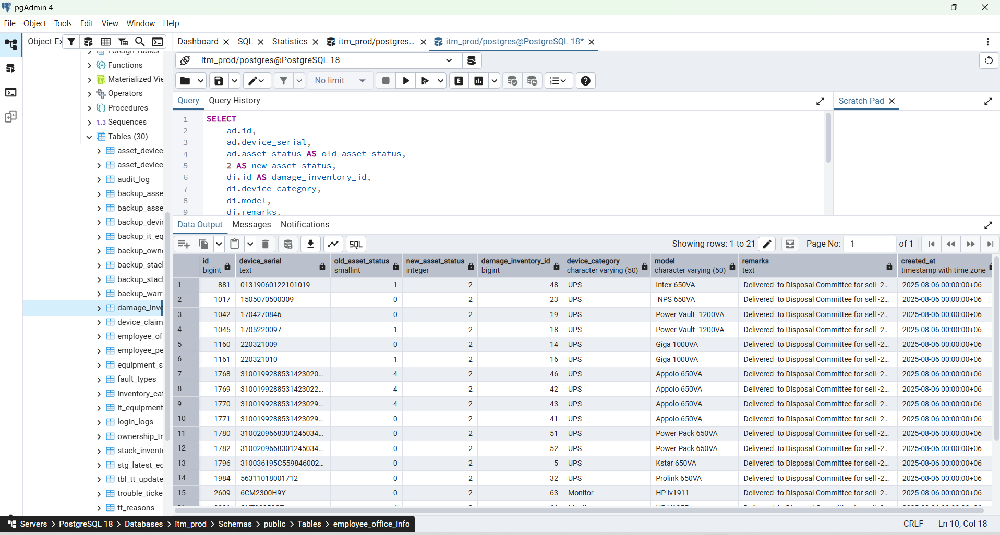 pgAdmin 4
File Object Tools Edit View Window Help
Object Ex
Dashboard SQL Statistics itm_prod/postgres... itm_prod/postgres@PostgreSQL 18*
itm_prod/postgres@PostgreSQL 18
No limit
Query Query History
Scratch Pad
Foreign Tables
Functions
Materialized Vie
Operators
Procedures
1..3 Sequences
Tables (30)
asset_device
asset_device
audit_log
backup_asse
backup_asse
backup_devi
backup_it_eq
backup_owne
backup_stac
backup_stac
backup_warr
damage_inve
device_claim
employee_of
employee_pe
equipment_s
fault_types
inventory_cat
it_equipment
login_logs
ownership_tr
stack_invent
stg_latest_ec
tbl_tt_update
trouble_ticke
tt_reasons
1 SELECT
2 ad.id,
3 ad.device_serial,
4 ad.asset_status AS old_asset_status,
5 2 AS new_asset_status,
6 di.id AS damage_inventory_id,
7 di.device_category,
8 di.model,
9 di.remarks,
Data Output Messages Notifications
SQL
Showing rows: 1 to 21 Page No: 1 of 1
id device_serial old_asset_status new_asset_status damage_inventory_id device_category model remarks created_at
bigint text smallint integer bigint character varying (50) character varying (50) text timestamp with time zone
1 881 01319060122101019 1 2 48 UPS Intex 650VA Delivered to Disposal Committee for sell -2... 2025-08-06 00:00:00+06
2 1017 1505070500309 0 2 23 UPS NPS 650VA Delivered to Disposal Committee for sell -2... 2025-08-06 00:00:00+06
3 1042 1704270846 0 2 19 UPS Power Vault 1200VA Delivered to Disposal Committee for sell -2... 2025-08-06 00:00:00+06
4 1045 1705220097 1 2 18 UPS Power Vault 1200VA Delivered to Disposal Committee for sell -2... 2025-08-06 00:00:00+06
5 1160 220321009 0 2 14 UPS Giga 1000VA Delivered to Disposal Committee for sell -2... 2025-08-06 00:00:00+06
6 1161 220321010 1 2 16 UPS Giga 1000VA Delivered to Disposal Committee for sell -2... 2025-08-06 00:00:00+06
7 1768 3100199288531423020... 4 2 46 UPS Appolo 650VA Delivered to Disposal Committee for sell -2... 2025-08-06 00:00:00+06
8 1769 3100199288531423022... 4 2 42 UPS Appolo 650VA Delivered to Disposal Committee for sell -2... 2025-08-06 00:00:00+06
9 1770 3100199288531423029... 4 2 43 UPS Appolo 650VA Delivered to Disposal Committee for sell -2... 2025-08-06 00:00:00+06
10 1771 3100199288531423029... 0 2 41 UPS Appolo 650VA Delivered to Disposal Committee for sell -2... 2025-08-06 00:00:00+06
11 1780 3100209668301245034... 0 2 51 UPS Power Pack 650VA Delivered to Disposal Committee for sell -2... 2025-08-06 00:00:00+06
12 1782 3100209668301245034... 0 2 52 UPS Power Pack 650VA Delivered to Disposal Committee for sell -2... 2025-08-06 00:00:00+06
13 1796 310036195C559846002... 0 2 5 UPS Kstar 650VA Delivered to Disposal Committee for sell -2... 2025-08-06 00:00:00+06
14 1984 56311018001712 0 2 32 UPS Prolink 650VA Delivered to Disposal Committee for sell -2... 2025-08-06 00:00:00+06
15 2609 6CM2300H9Y 0 2 63 Monitor HP lv1911 Delivered to Disposal Committee for sell -2... 2025-08-06 00:00:00+06
Servers PostgreSQL 18 Databases itm_prod Schemas public Tables employee_office_info
CRLF Ln 10, Col 18